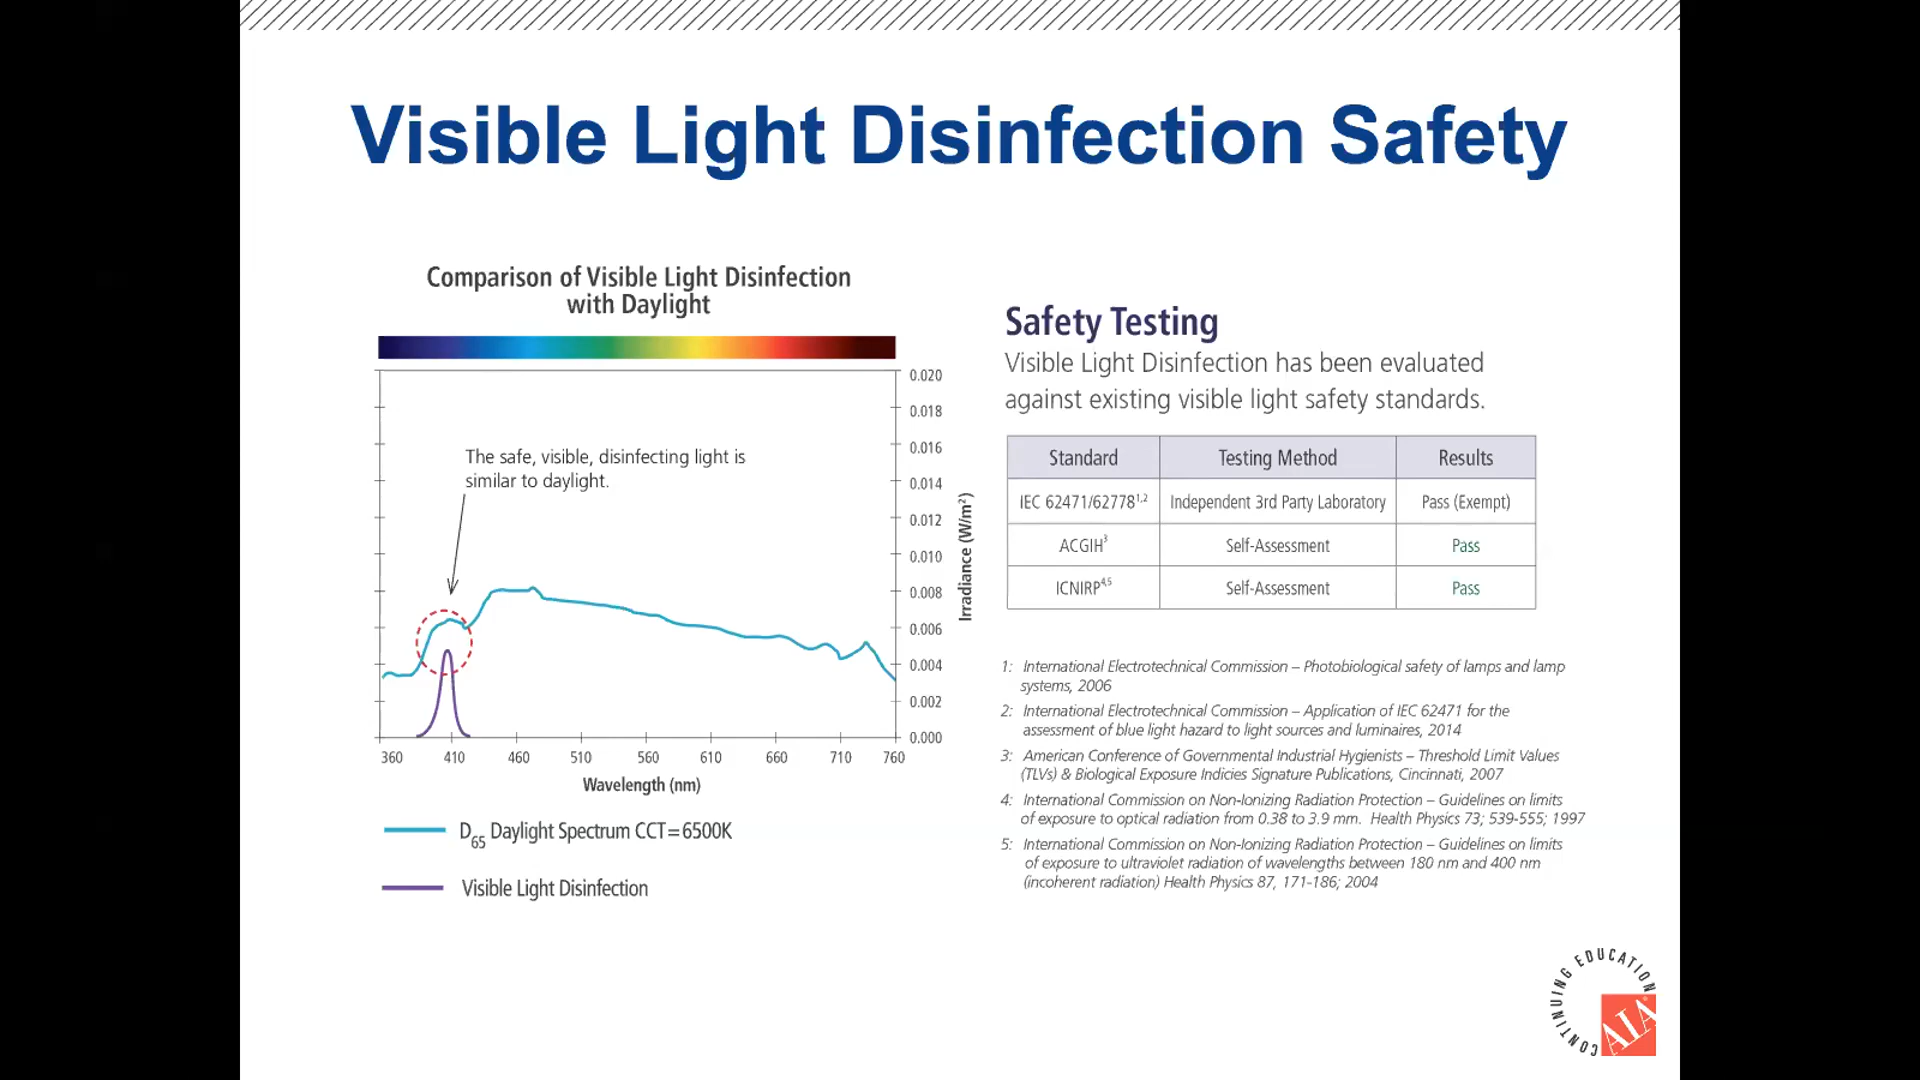 Visible Light Disinfection Safety
Comparison of Visible Light Disinfection
with Daylight
0.020
0.018
0.016
0.014
0.012
0.010
0.008
0.006
0.004
0.002
0.000
Irradiance (W/m²)
The safe, visible, disinfecting light is
similar to daylight.
360 410 460 510 560 610 660 710 760
Wavelength (nm)
D65 Daylight Spectrum CCT=6500K
Visible Light Disinfection
Safety Testing
Visible Light Disinfection has been evaluated
against existing visible light safety standards.
Standard Testing Method Results
IEC 62471/62778¹,² Independent 3rd Party Laboratory Pass (Exempt)
ACGIH³ Self-Assessment Pass
ICNIRP⁴,⁵ Self-Assessment Pass
1: International Electrotechnical Commission – Photobiological safety of lamps and lamp
systems, 2006
2: International Electrotechnical Commission – Application of IEC 62471 for the
assessment of blue light hazard to light sources and luminaires, 2014
3: American Conference of Governmental Industrial Hygienists – Threshold Limit Values
(TLVs) & Biological Exposure Indicies Signature Publications, Cincinnati, 2007
4: International Commission on Non-Ionizing Radiation Protection – Guidelines on limits
of exposure to optical radiation from 0.38 to 3.9 mm. Health Physics 73; 539-555; 1997
5: International Commission on Non-Ionizing Radiation Protection – Guidelines on limits
of exposure to ultraviolet radiation of wavelengths between 180 nm and 400 nm
(incoherent radiation) Health Physics 87, 171-186; 2004
CONTINUING EDUCATION
AIA